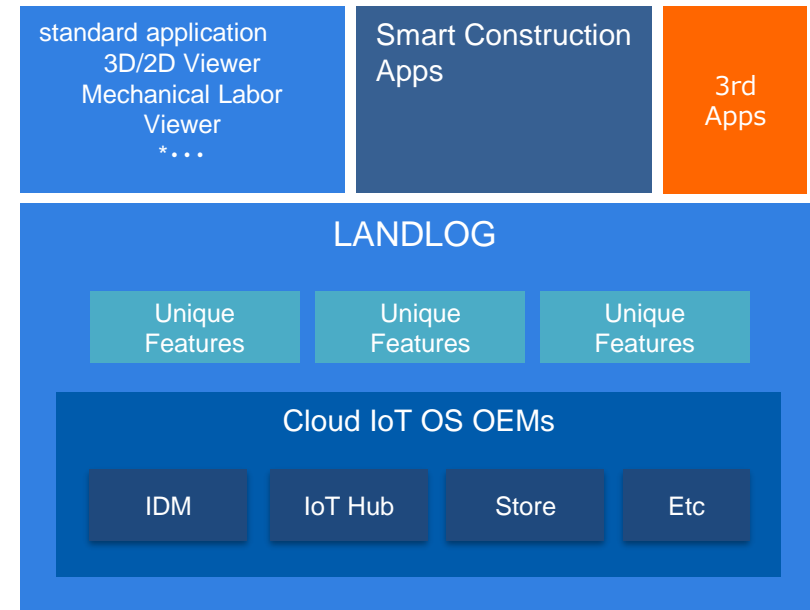 standard application
3D/2D Viewer
Mechanical Labor
Viewer
*・・・
Smart Construction
Apps
3rd
Apps
LANDLOG
Unique
Features
Unique
Features
Unique
Features
Cloud IoT OS OEMs
IDM
IoT Hub
Store
Etc